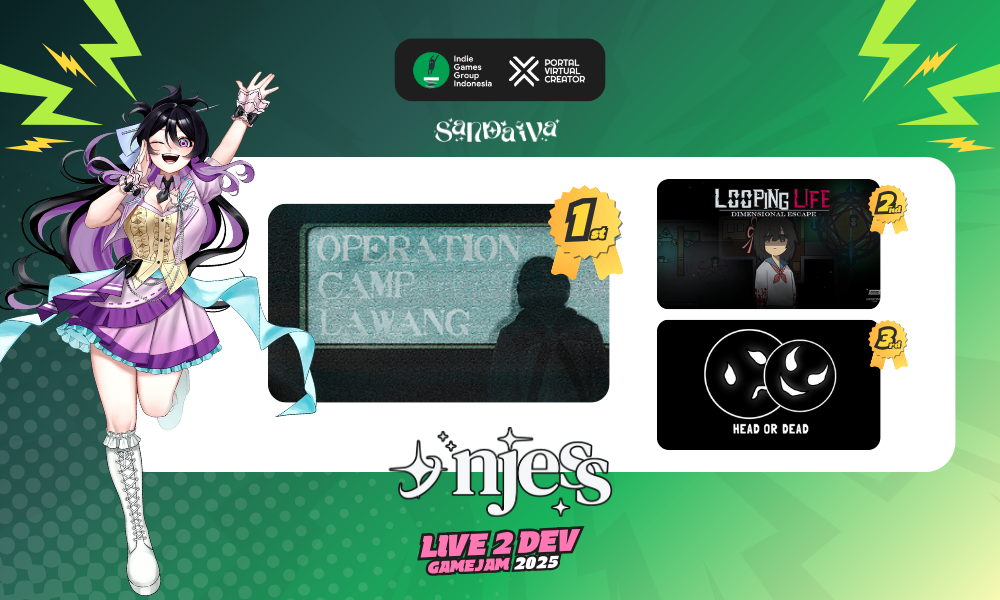 Indie
Games
Group
Indonesia
PORTAL
VIRTUAL
CREATOR
SanDaiva
OPERATION
CAMP
LAWANG
1st
LOOPING LIFE
DIMENSIONAL ESCAPE
2nd
3rd
HEAD OR DEAD
njess
LIVE 2 DEV
GAMEJAM 2025